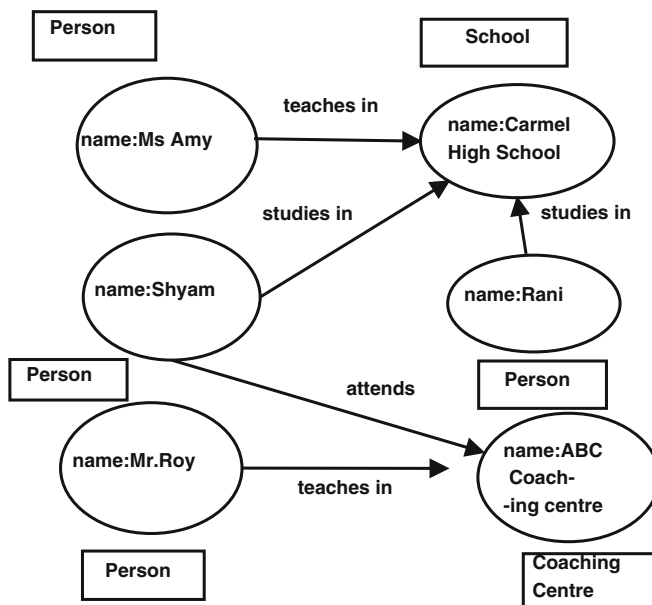 Person
School
teaches in
name:Ms Amy
name:Carmel
High School
studies in
studies in
name:Shyam
name:Rani
Person
attends
Person
name:Mr.Roy
name:ABC
Coach-
-ing centre
teaches in
Person
Coaching
Centre